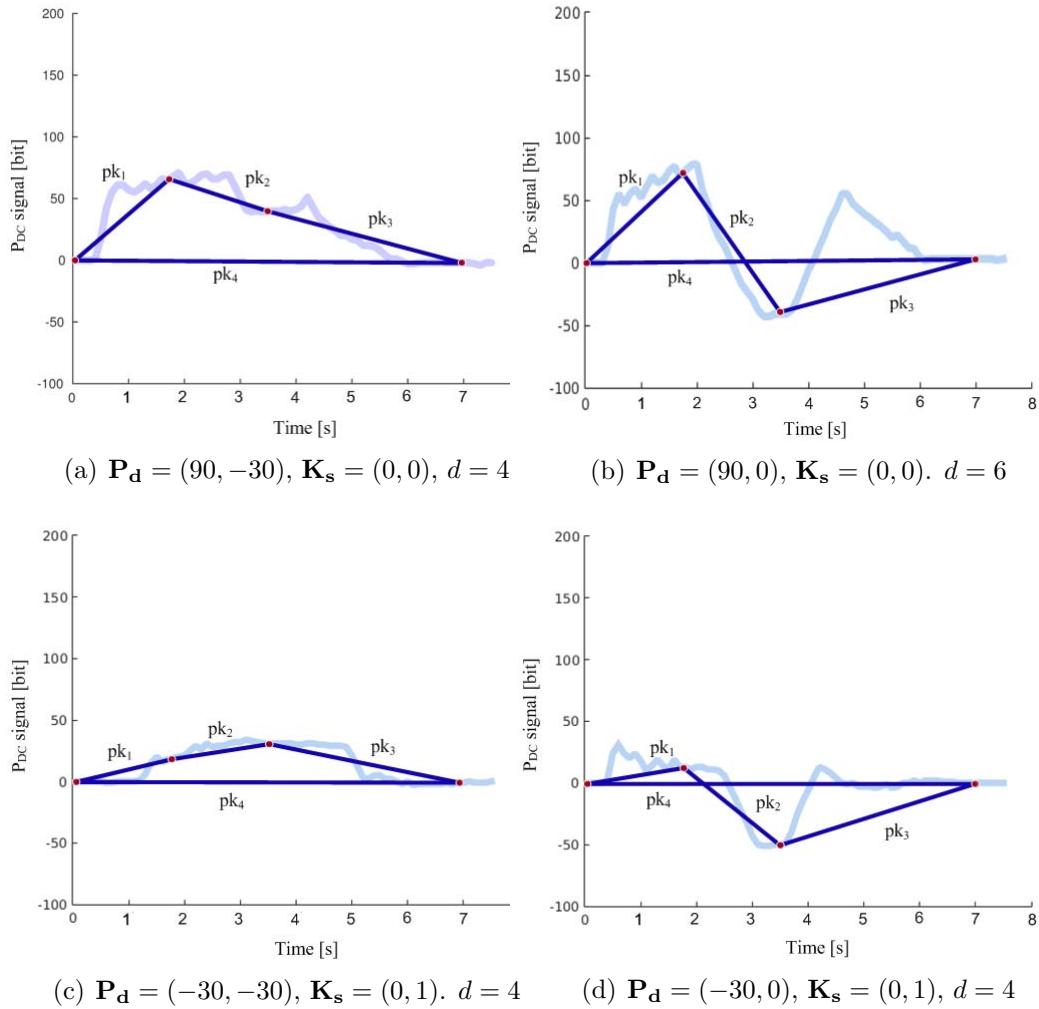 200
150
100
50
0
-50
-100
P_DC signal [bit]
pk₁
pk₂
pk₃
pk₄
0 1 2 3 4 5 6 7
Time [s]
(a) P_d = (90, −30), K_s = (0, 0), d = 4
200
150
100
50
0
-50
-100
P_DC signal [bit]
pk₁
pk₂
pk₄
pk₃
0 1 2 3 4 5 6 7 8
Time [s]
(b) P_d = (90, 0), K_s = (0, 0). d = 6
200
150
100
50
0
-50
-100
P_DC signal [bit]
pk₁
pk₂
pk₃
pk₄
0 1 2 3 4 5 6 7
Time [s]
(c) P_d = (−30, −30), K_s = (0, 1). d = 4
200
150
100
50
0
-50
-100
P_DC signal [bit]
pk₁
pk₄
pk₂
pk₃
0 1 2 3 4 5 6 7 8
Time [s]
(d) P_d = (−30, 0), K_s = (0, 1), d = 4